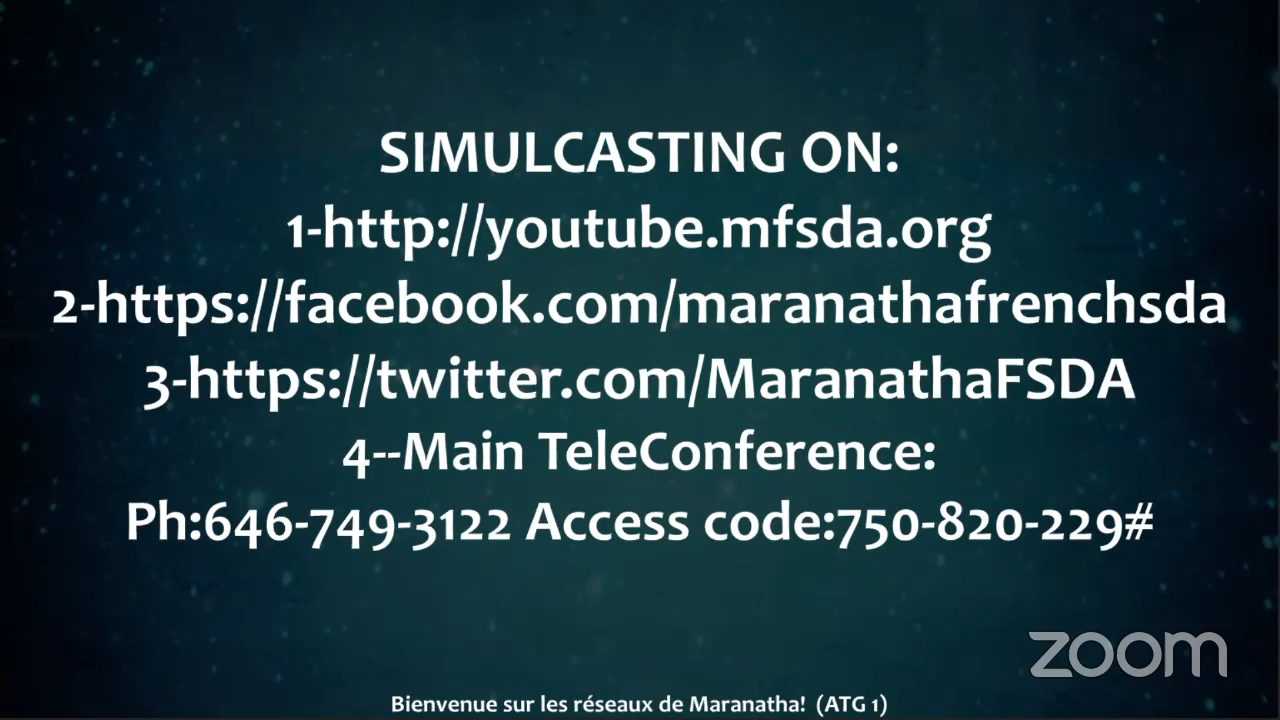 SIMULCASTING ON:
1-http://youtube.mfsda.org
2-https://facebook.com/maranathafrenchsda
3-https://twitter.com/MaranathaFSDA
4--Main TeleConference:
Ph:646-749-3122 Access code:750-820-229#
zoom
Bienvenue sur les réseaux de Maranatha! (ATG 1)